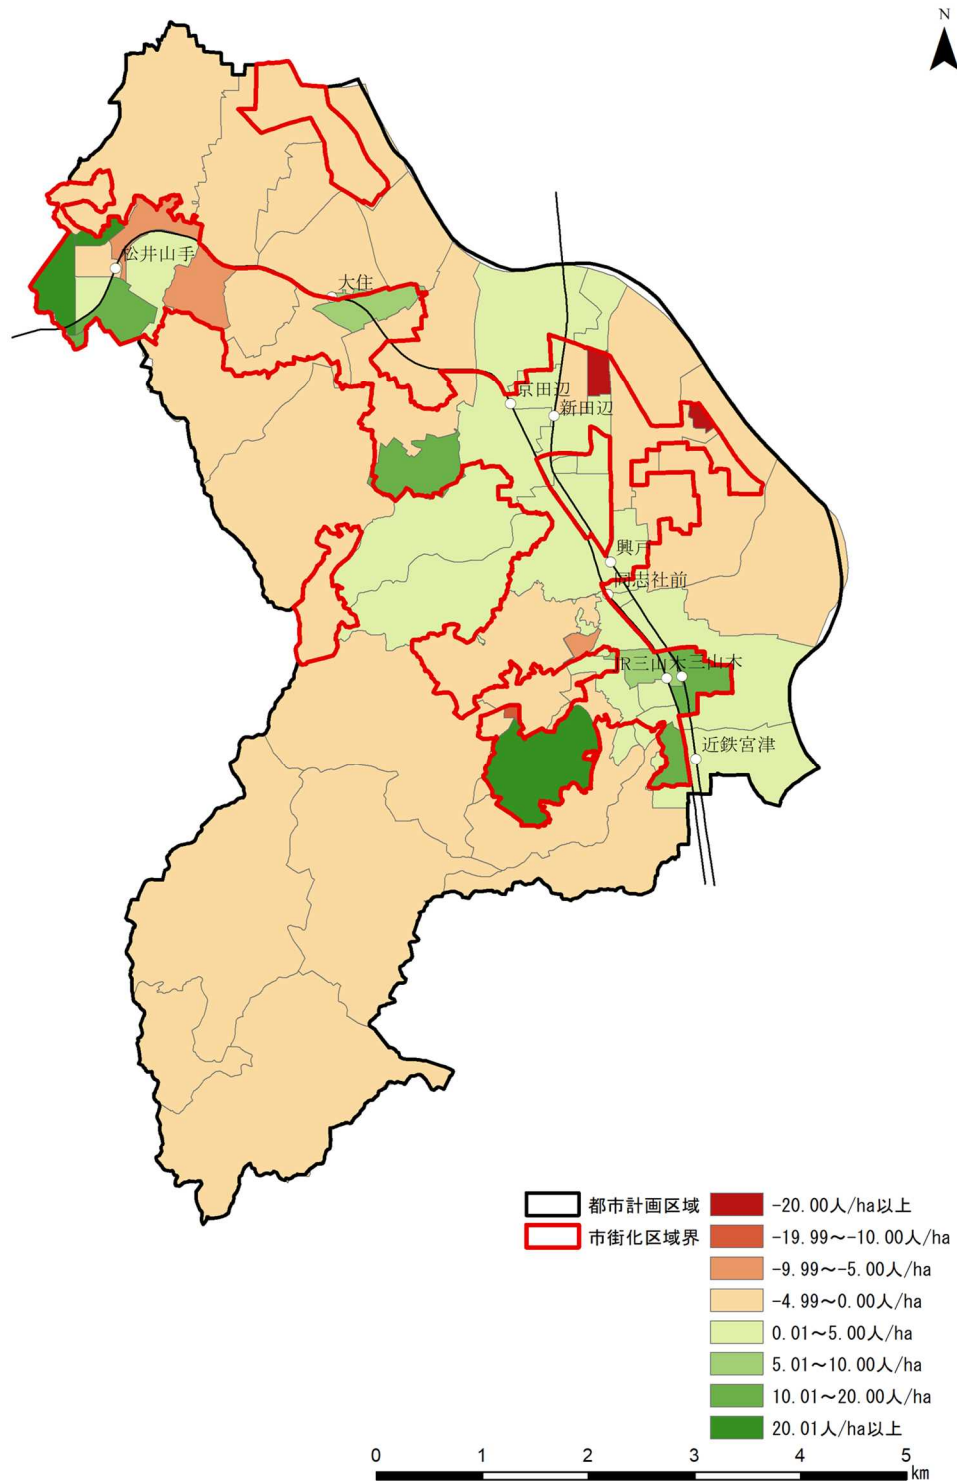 N
松井山手
大住
京田辺
新田辺
興戸
同志社前
JR三山木
三山木
近鉄宮津
都市計画区域
市街化区域界
-20.00人/ha以上
-19.99～-10.00人/ha
-9.99～-5.00人/ha
-4.99～0.00人/ha
0.01～5.00人/ha
5.01～10.00人/ha
10.01～20.00人/ha
20.01人/ha以上
0 1 2 3 4 5
km